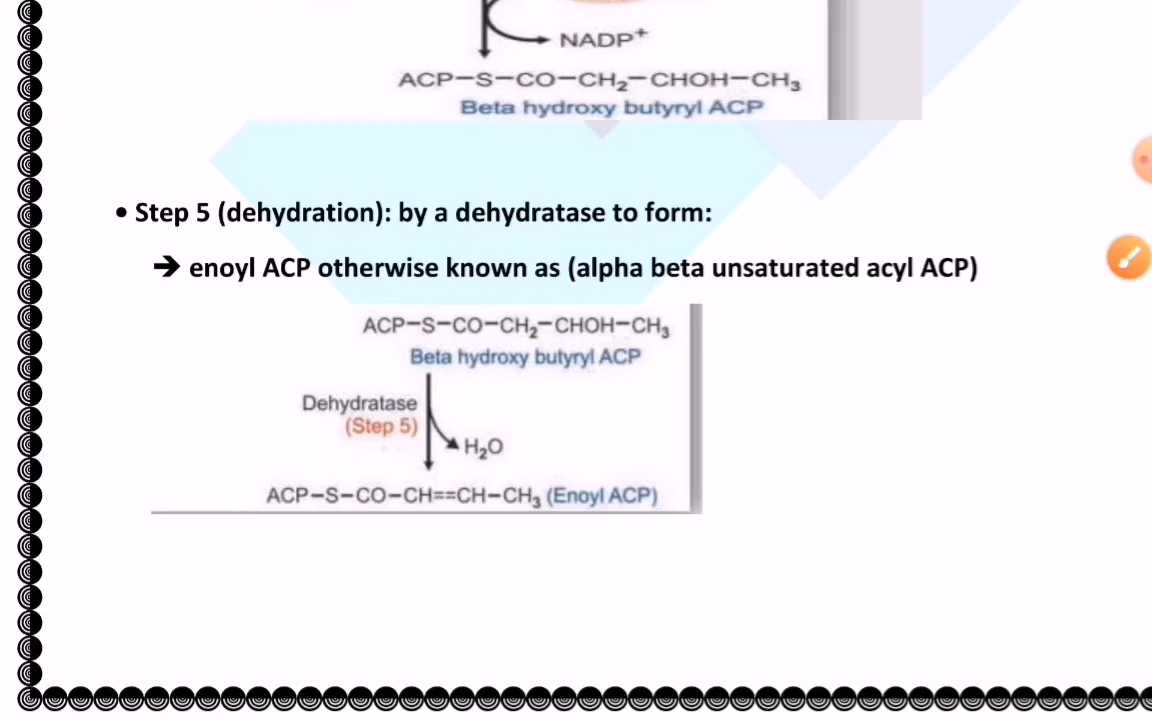 NADP⁺
ACP–S–CO–CH₂–CHOH–CH₃
Beta hydroxy butyryl ACP
• Step 5 (dehydration): by a dehydratase to form:
➔ enoyl ACP otherwise known as (alpha beta unsaturated acyl ACP)
ACP–S–CO–CH₂–CHOH–CH₃
Beta hydroxy butyryl ACP
Dehydratase
(Step 5)
H₂O
ACP–S–CO–CH==CH–CH₃ (Enoyl ACP)